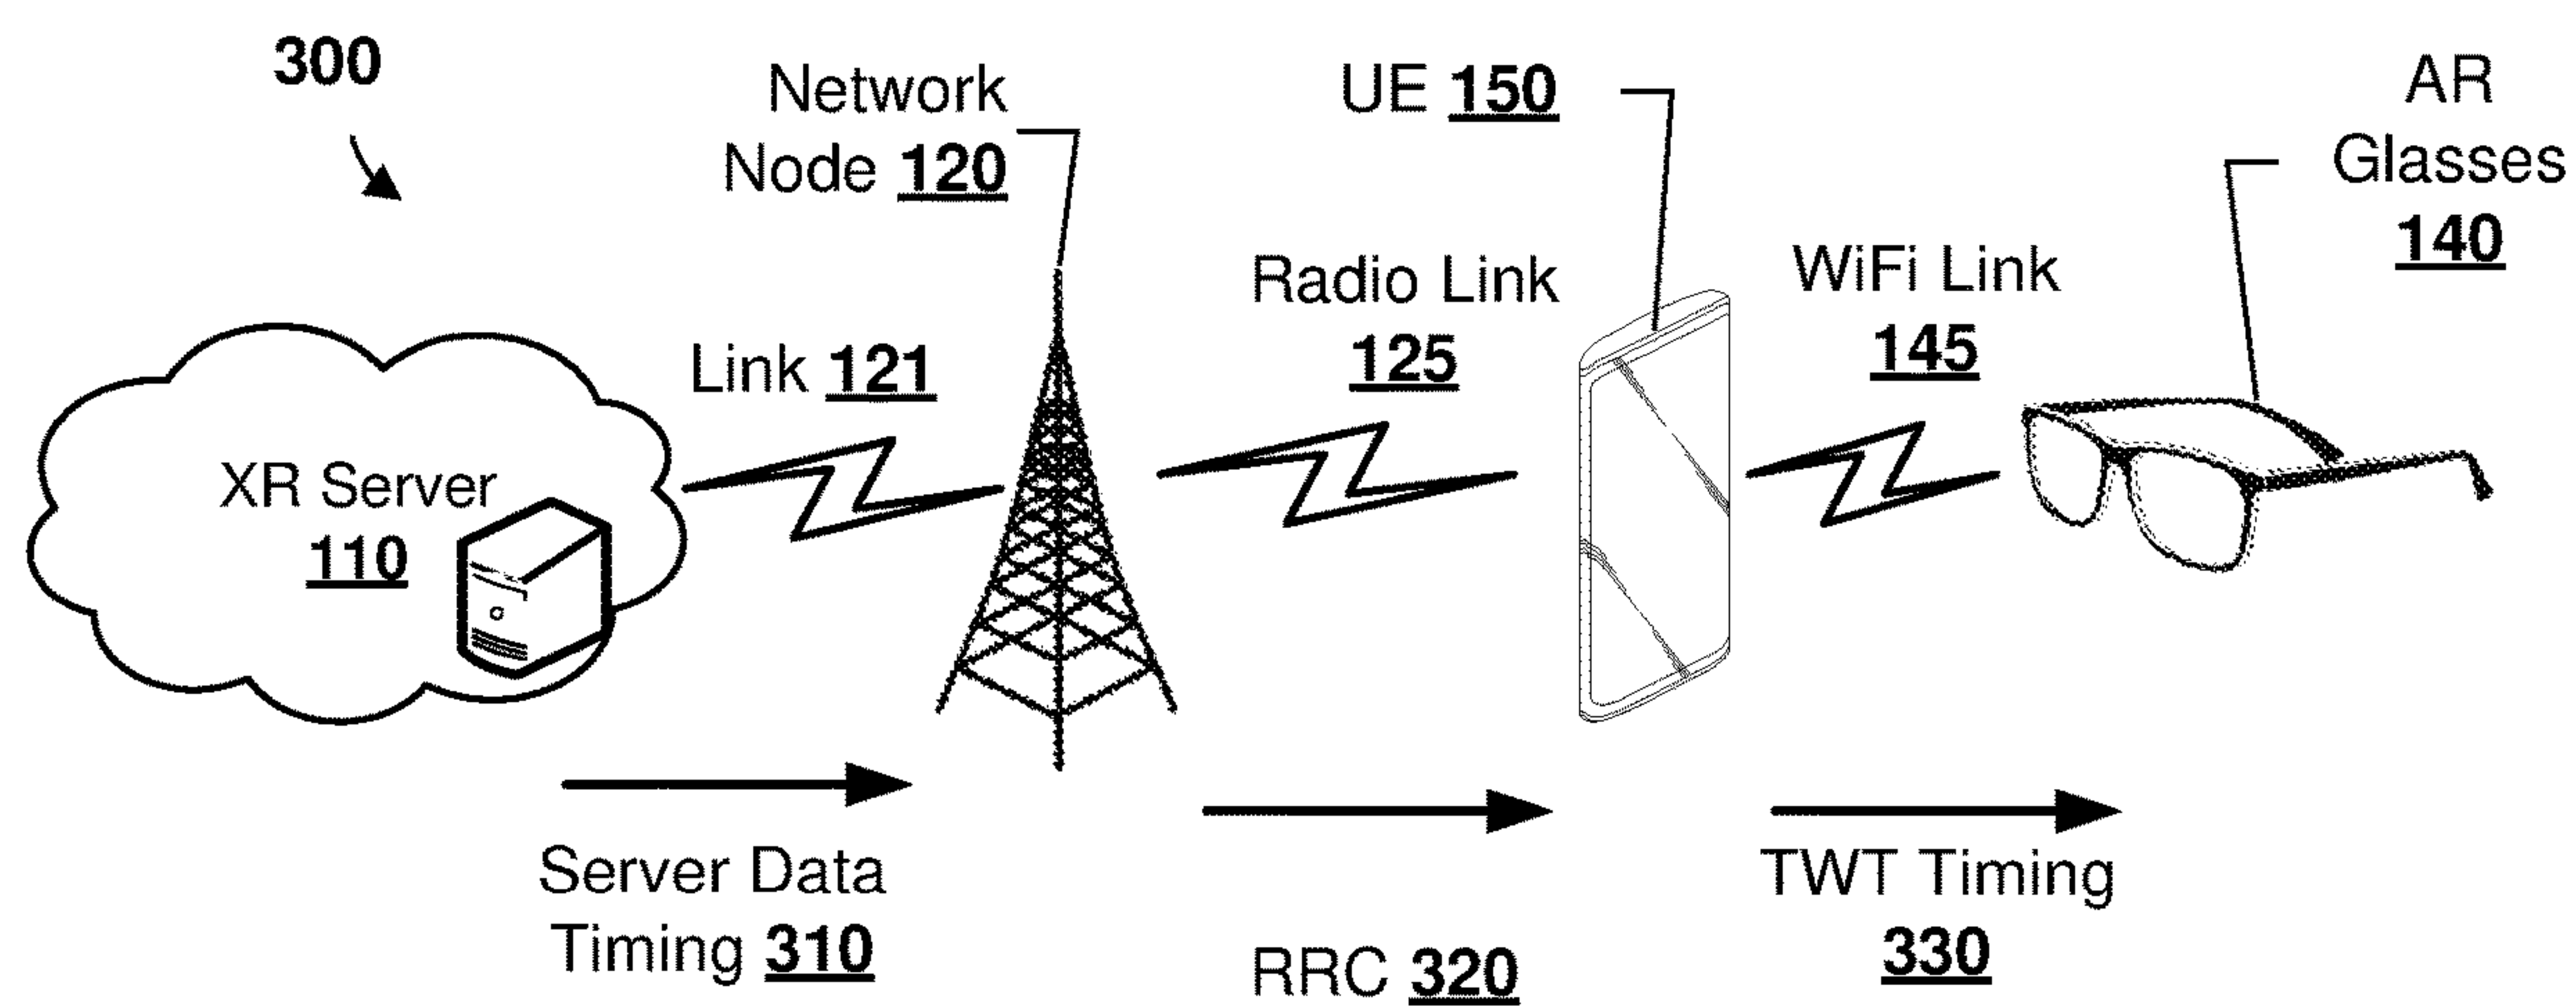 300
Network
Node 120
UE 150
AR
Glasses
140
Link 121
Radio Link
125
WiFi Link
145
XR Server
110
Server Data
Timing 310
RRC 320
TWT Timing
330